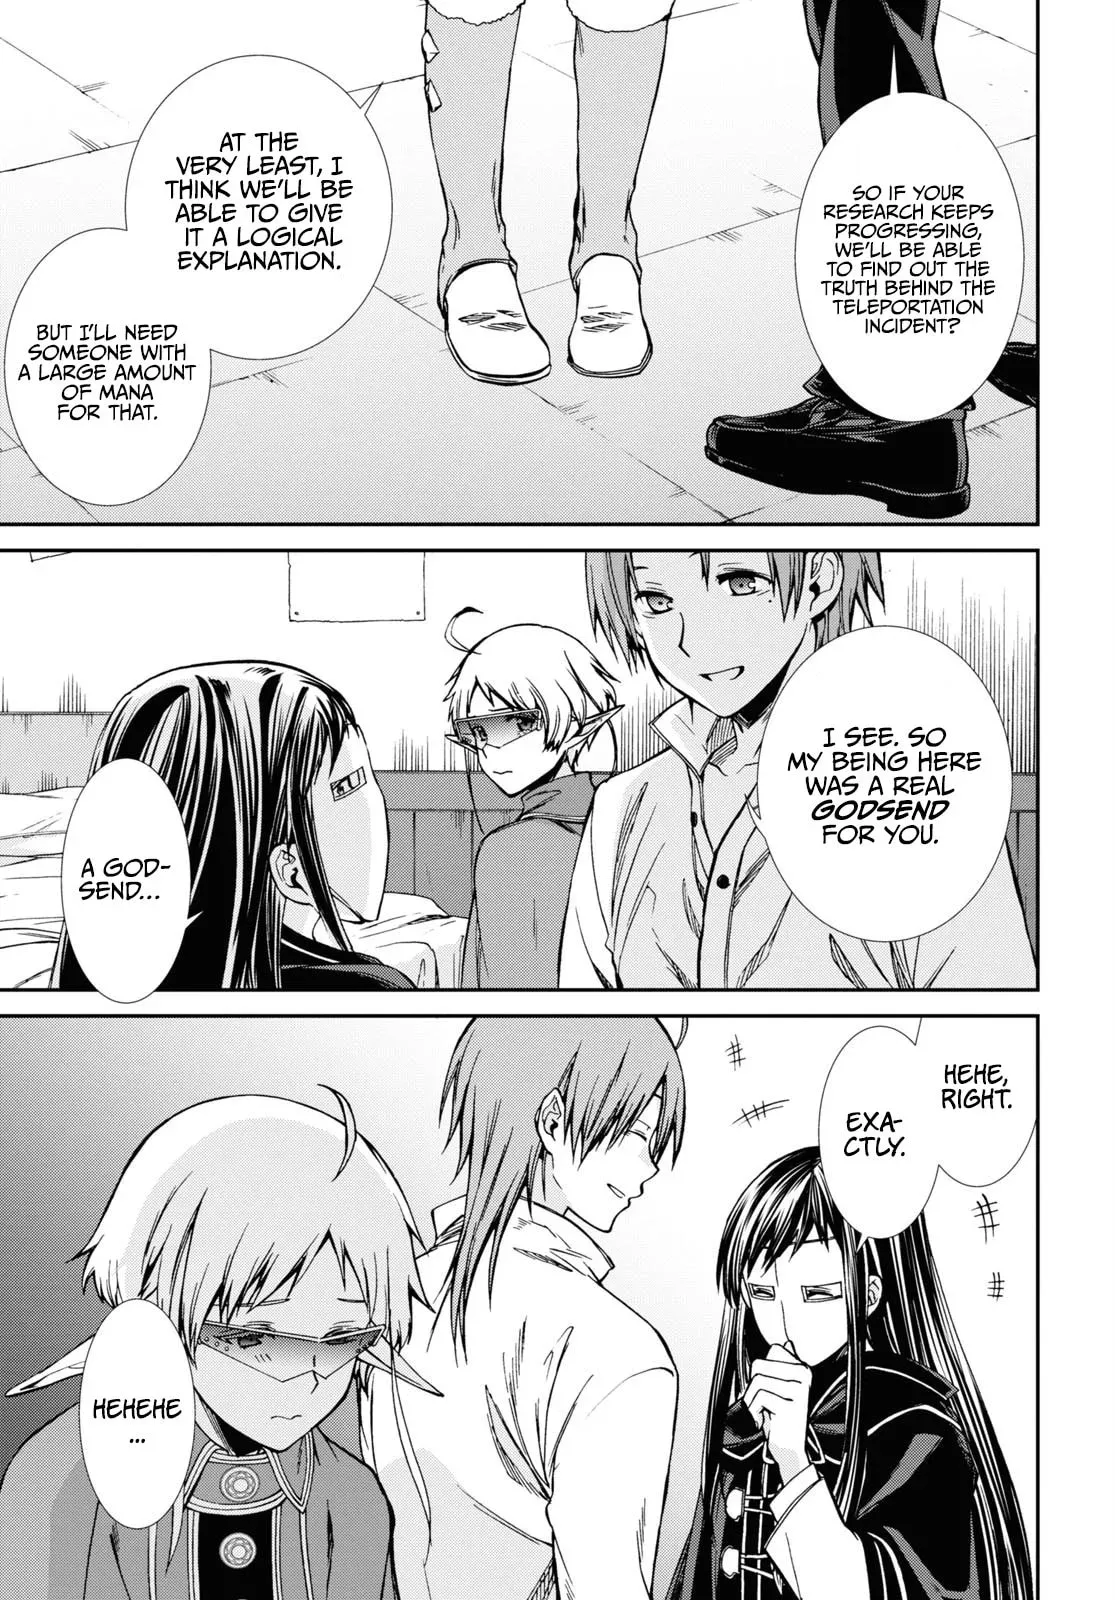 SO IF YOUR
RESEARCH KEEPS
PROGRESSING,
WE'LL BE ABLE
TO FIND OUT THE
TRUTH BEHIND THE
TELEPORTATION
INCIDENT?
AT THE
VERY LEAST, I
THINK WE'LL BE
ABLE TO GIVE
IT A LOGICAL
EXPLANATION.
BUT I'LL NEED
SOMEONE WITH
A LARGE AMOUNT
OF MANA
FOR THAT.
I SEE. SO
MY BEING HERE
WAS A REAL
GODSEND
FOR YOU.
A GOD-
SEND...
HEHE,
RIGHT.
EXA-
CTLY.
HEHEHE
...